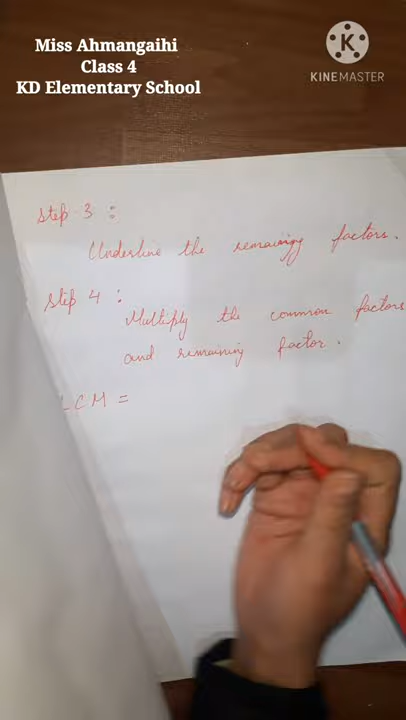 Miss Ahmangaihi
Class 4
KD Elementary School
KINEMASTER
Step 3 :
Underline the remaining factors.
Step 4 :
Multiply the common factors
and remaining factor.
LCM =